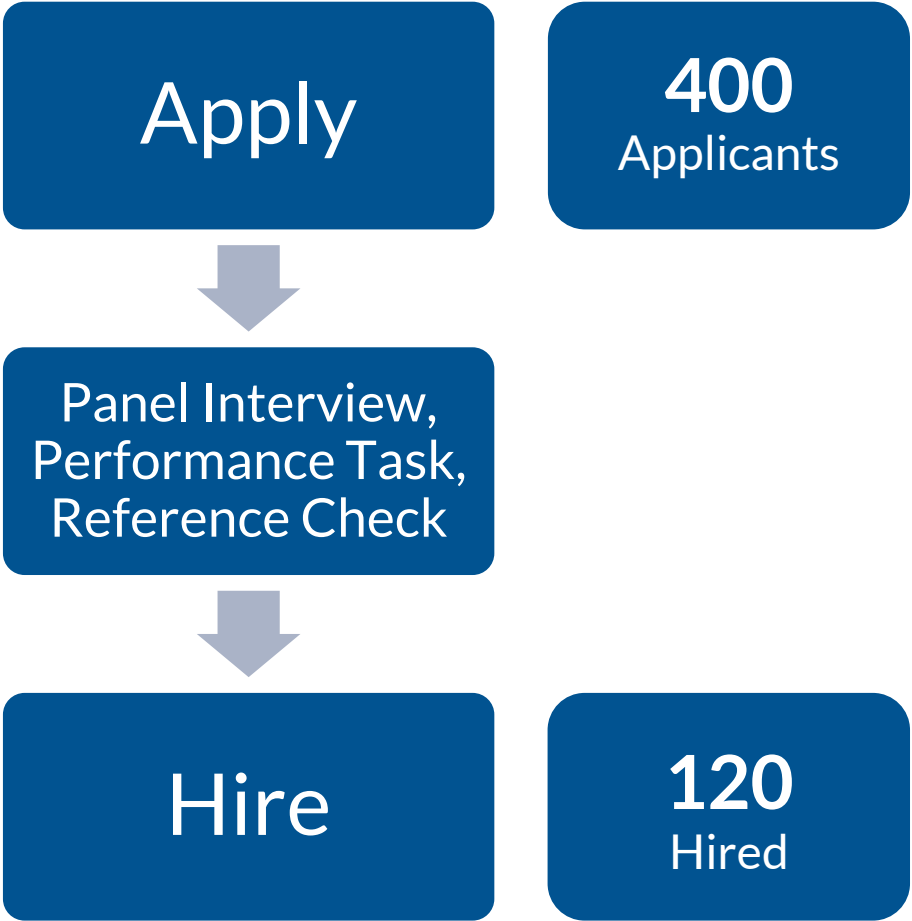 Apply
400
Applicants
Panel Interview,
Performance Task,
Reference Check
Hire
120
Hired